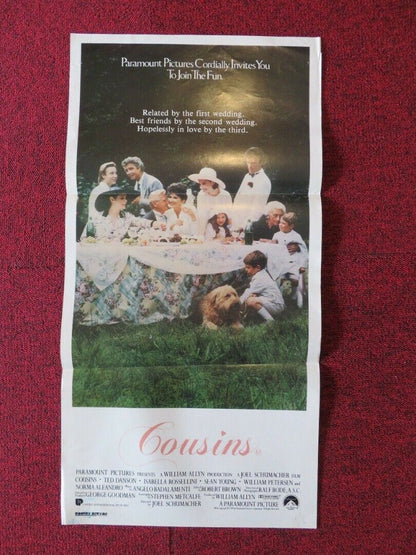 Paramount Pictures Cordially Invites You
To Join The Fun.
Related by the first wedding.
Best friends by the second wedding.
Hopelessly in love by the third.
Cousins
PARAMOUNT PICTURES PRESENTS A WILLIAM ALLYN PRODUCTION A JOEL SCHUMACHER FILM
COUSINS TED DANSON ISABELLA ROSSELLINI SEAN YOUNG WILLIAM PETERSEN AND
NORMA ALEANDRO ANGELO BADALAMENTI ROBERT BROWN RALF BODE, A.S.C.
GEORGE GOODMAN STEPHEN METCALFE WILLIAM ALLYN
JOEL SCHUMACHER A PARAMOUNT PICTURE